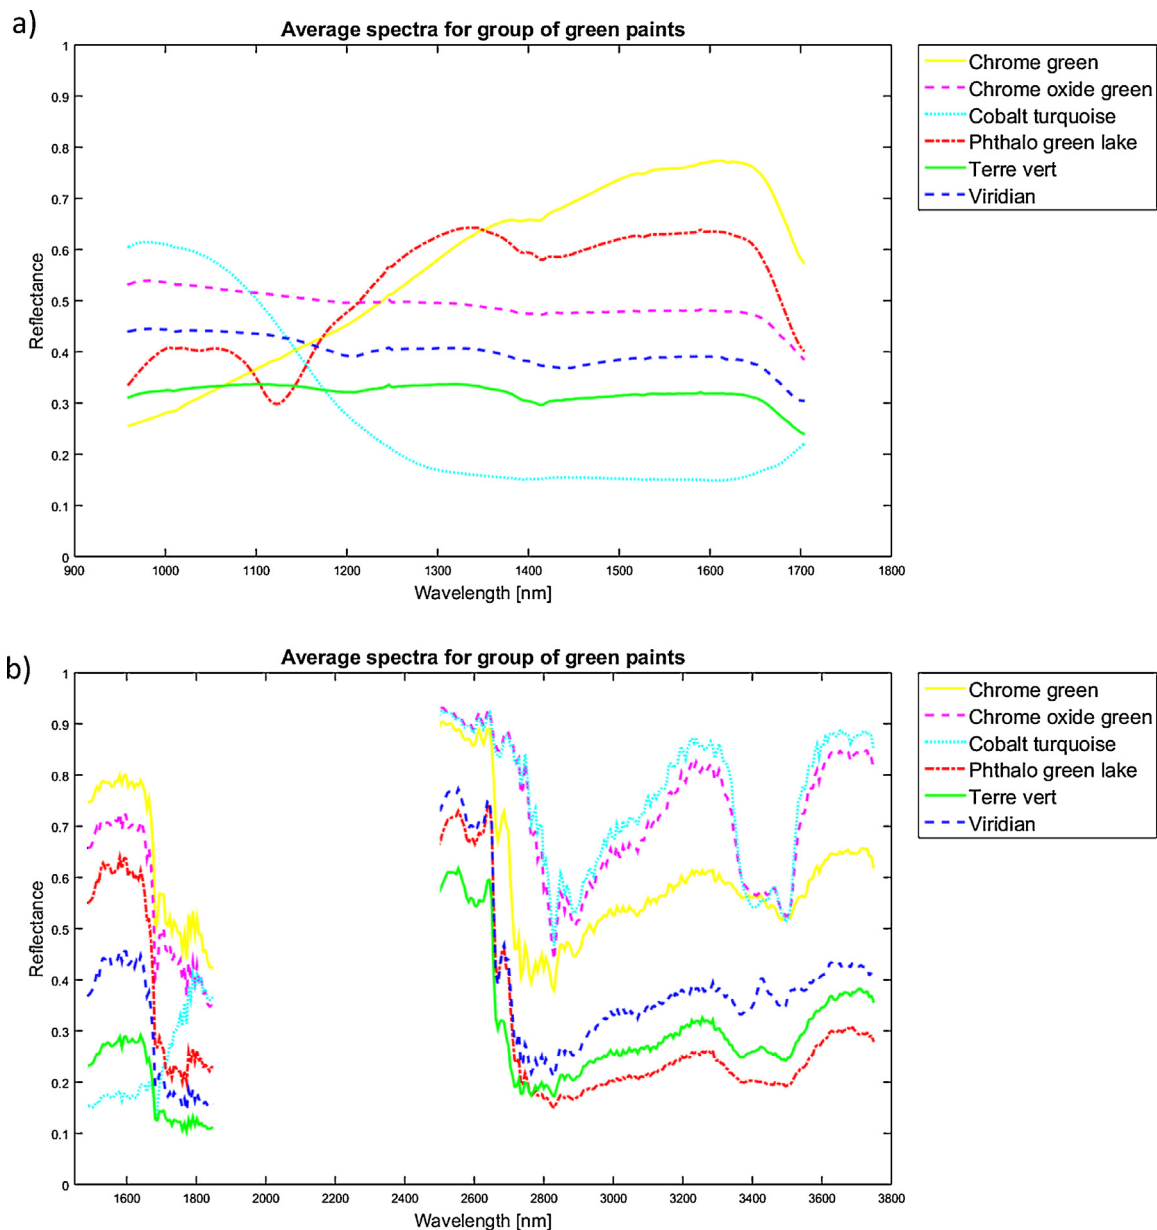 a)
Average spectra for group of green paints
1
0.9
0.8
0.7
0.6
0.5
0.4
0.3
0.2
0.1
0
Reflectance
900 1000 1100 1200 1300 1400 1500 1600 1700 1800
Wavelength [nm]
Chrome green
Chrome oxide green
Cobalt turquoise
Phthalo green lake
Terre vert
Viridian
b)
Average spectra for group of green paints
1
0.9
0.8
0.7
0.6
0.5
0.4
0.3
0.2
0.1
0
Reflectance
1600 1800 2000 2200 2400 2600 2800 3000 3200 3400 3600 3800
Wavelength [nm]
Chrome green
Chrome oxide green
Cobalt turquoise
Phthalo green lake
Terre vert
Viridian